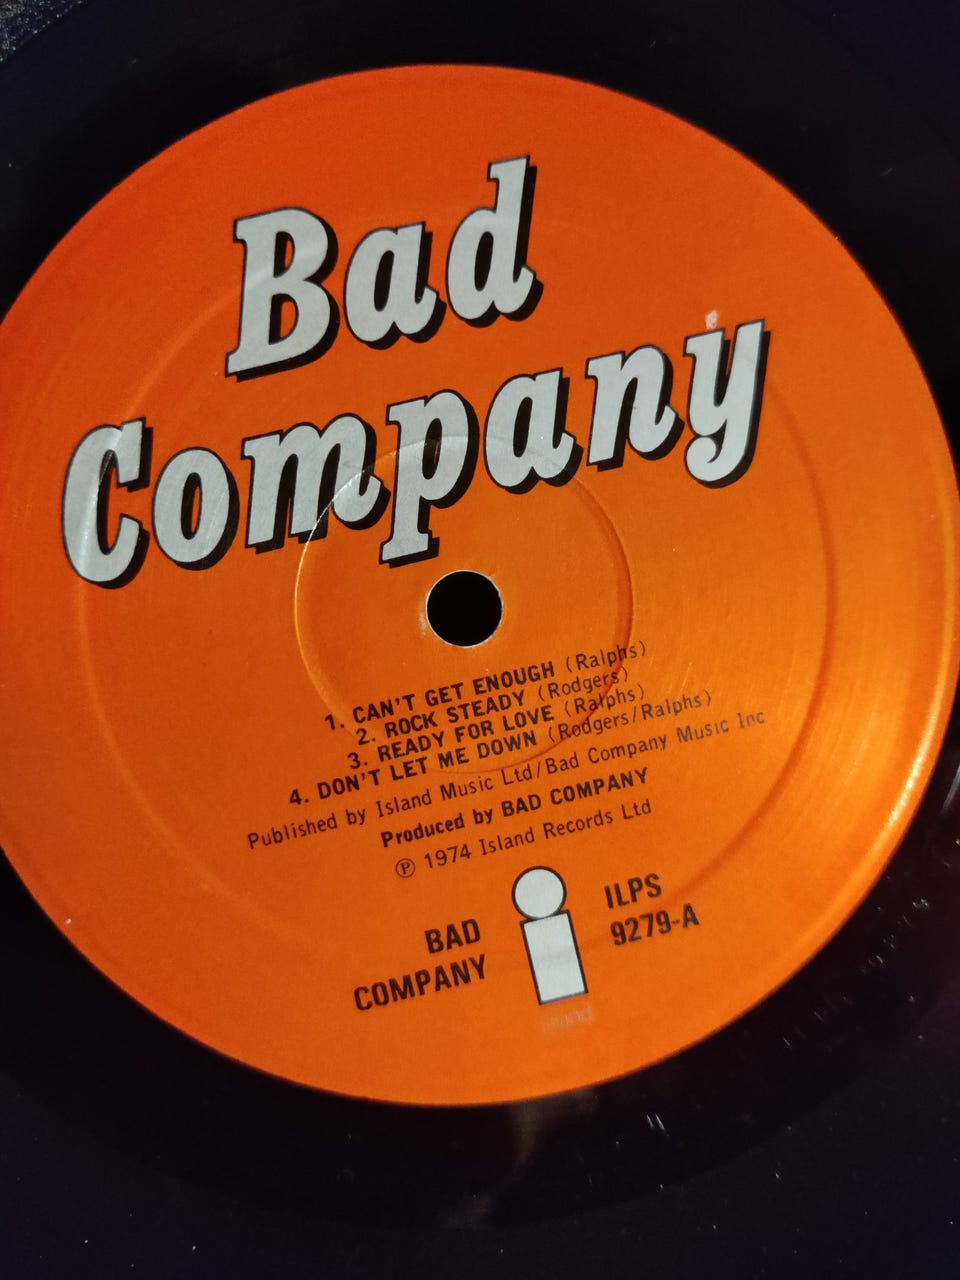 Bad
Company
1. CAN'T GET ENOUGH (Ralphs)
2. ROCK STEADY (Rodgers)
3. READY FOR LOVE (Ralphs)
4. DON'T LET ME DOWN (Rodgers/Ralphs)
Published by Island Music Ltd/Bad Company Music Inc
Produced by BAD COMPANY
Ⓟ 1974 Island Records Ltd
BAD
COMPANY
i
ILPS
9279-A